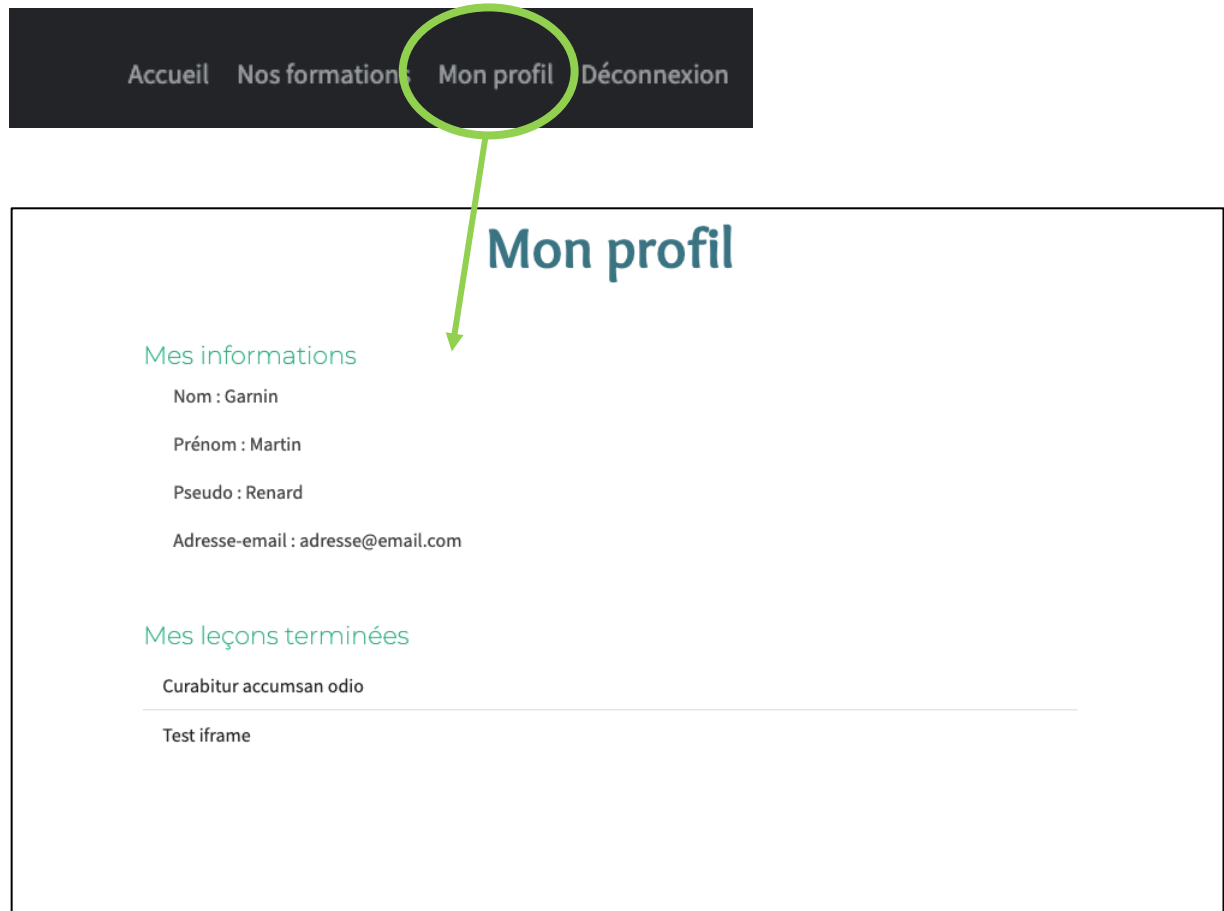 Accueil Nos formations Mon profil Déconnexion
Mon profil
Mes informations
Nom : Garnin
Prénom : Martin
Pseudo : Renard
Adresse-email : adresse@email.com
Mes leçons terminées
Curabitur accumsan odio
Test iframe